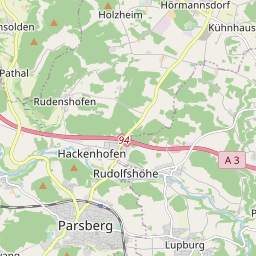 Hörmannsdorf
Holzheim
nsolden
Kühnhaus
Pathal
Rudenshofen
94
A 3
Hackenhofen
Rudolfshöhe
Parsberg
Lupburg